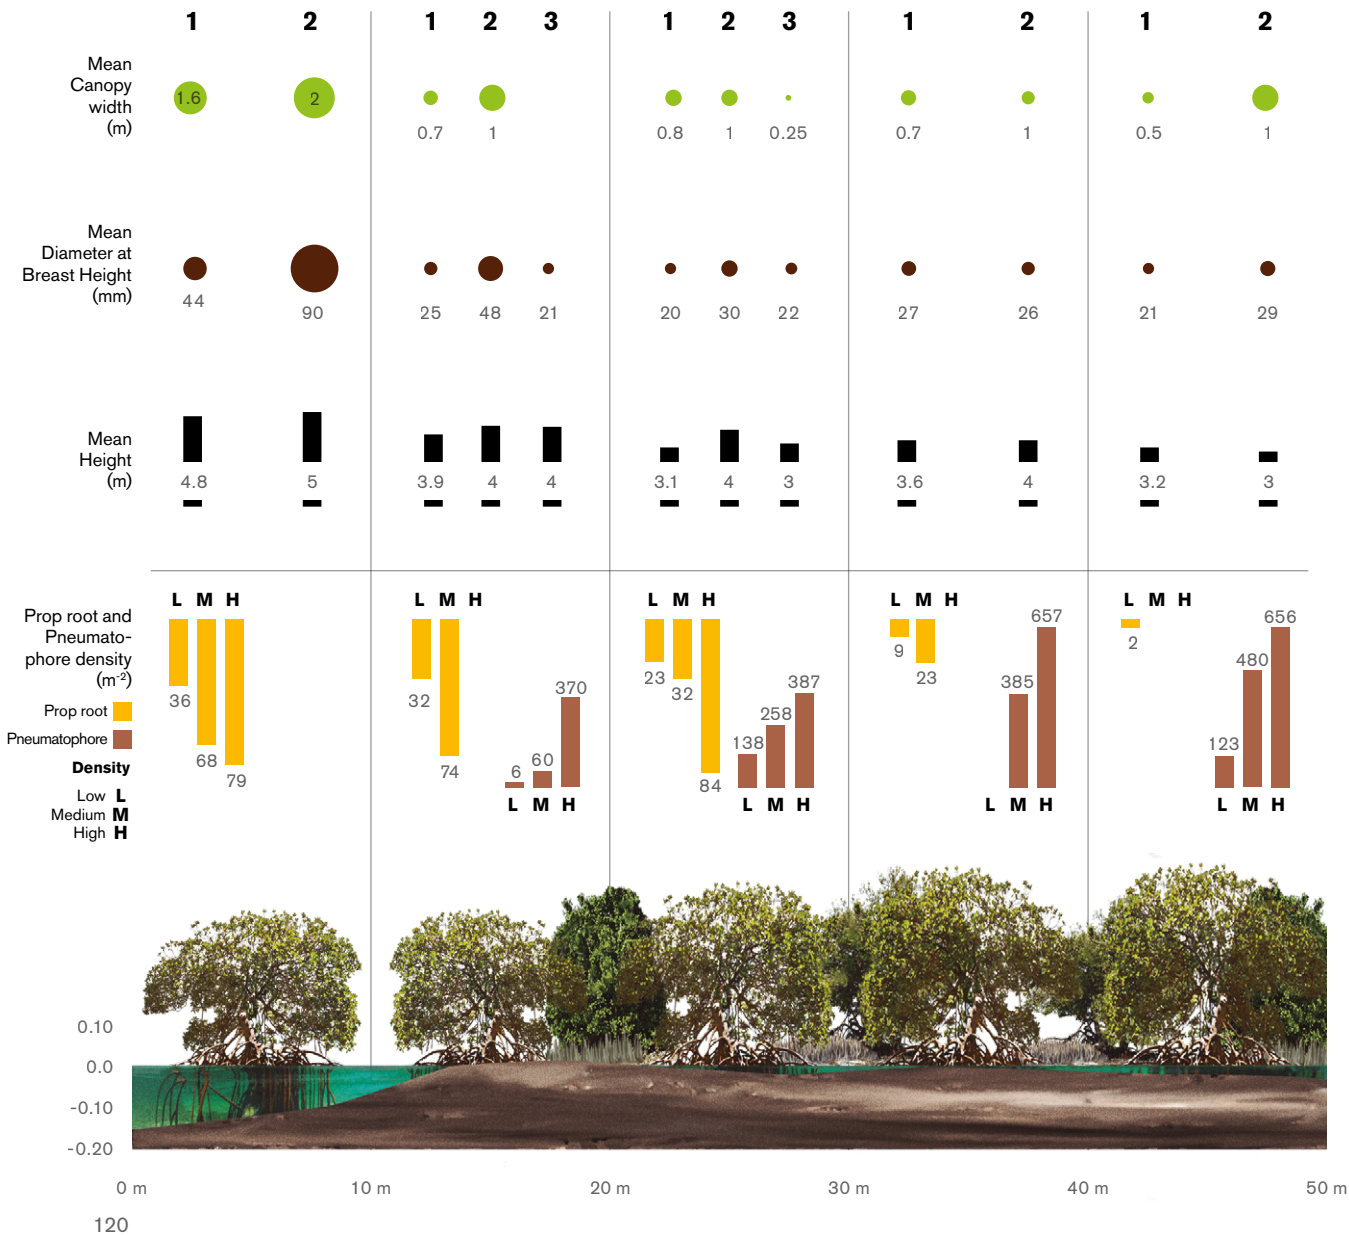 1 2 1 2 3 1 2 3 1 2 1 2
Mean
Canopy
width
(m)
1.6 2
0.7 1 0.8 1 0.25 0.7 1 0.5 1
Mean
Diameter at
Breast Height
(mm)
44 90 25 48 21 20 30 22 27 26 21 29
Mean
Height
(m)
4.8 5 3.9 4 4 3.1 4 3 3.6 4 3.2 3
Prop root and
Pneumato-
phore density
(m-2)
Prop root
Pneumatophore
Density
Low L
Medium M
High H
L M H
36
68
79
L M H
32
74
6 60 370
L M H
L M H
23
32
84
138 258 387
L M H
L M H
9
23
385 657
L M H
L M H
2
123 480 656
L M H
0.10
0.0
-0.10
-0.20
0 m 10 m 20 m 30 m 40 m 50 m
120